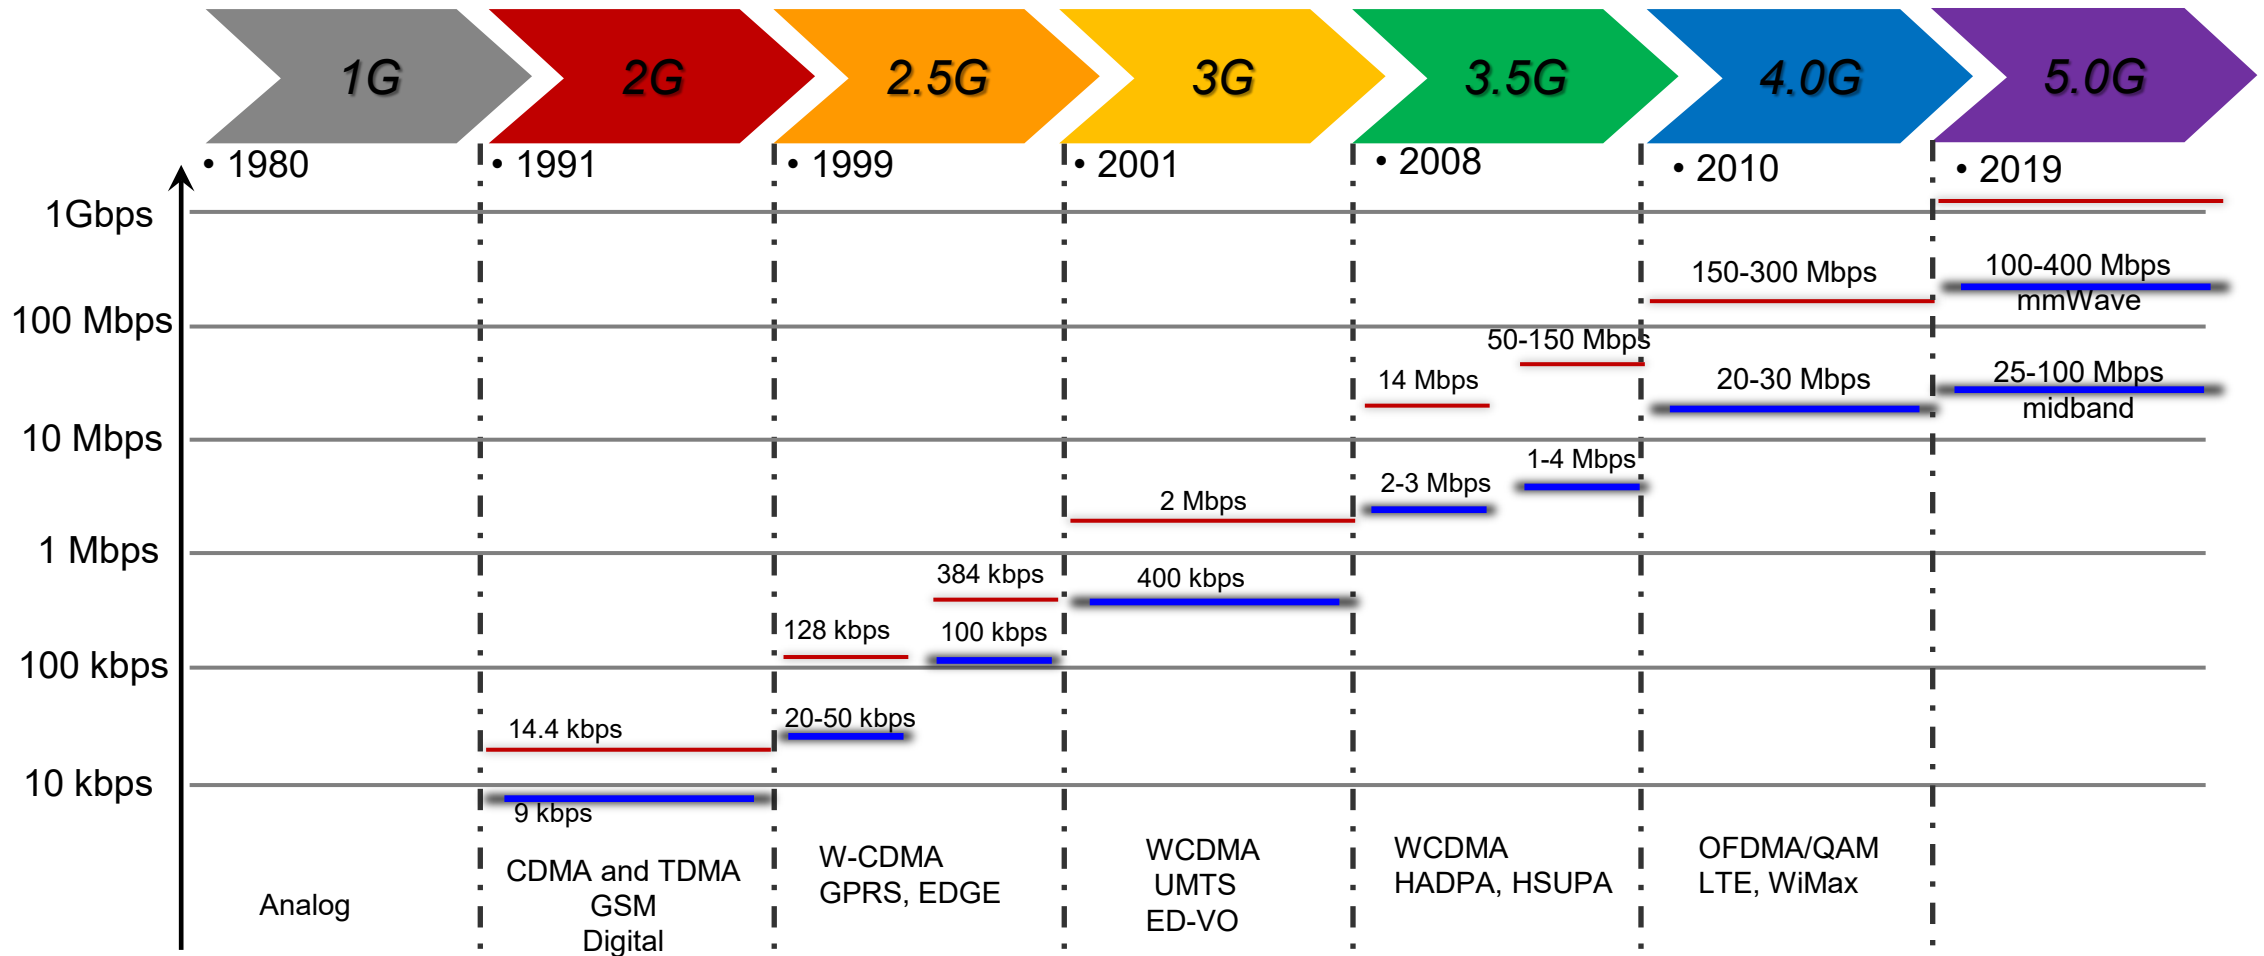 1G
2G
2.5G
3G
3.5G
4.0G
5.0G
• 1980
• 1991
• 1999
• 2001
• 2008
• 2010
• 2019
1Gbps
100 Mbps
10 Mbps
1 Mbps
100 kbps
10 kbps
14.4 kbps
9 kbps
128 kbps
20-50 kbps
384 kbps
100 kbps
2 Mbps
400 kbps
14 Mbps
2-3 Mbps
50-150 Mbps
1-4 Mbps
150-300 Mbps
20-30 Mbps
100-400 Mbps
mmWave
25-100 Mbps
midband
Analog
CDMA and TDMA
GSM
Digital
W-CDMA
GPRS, EDGE
WCDMA
UMTS
ED-VO
WCDMA
HADPA, HSUPA
OFDMA/QAM
LTE, WiMax